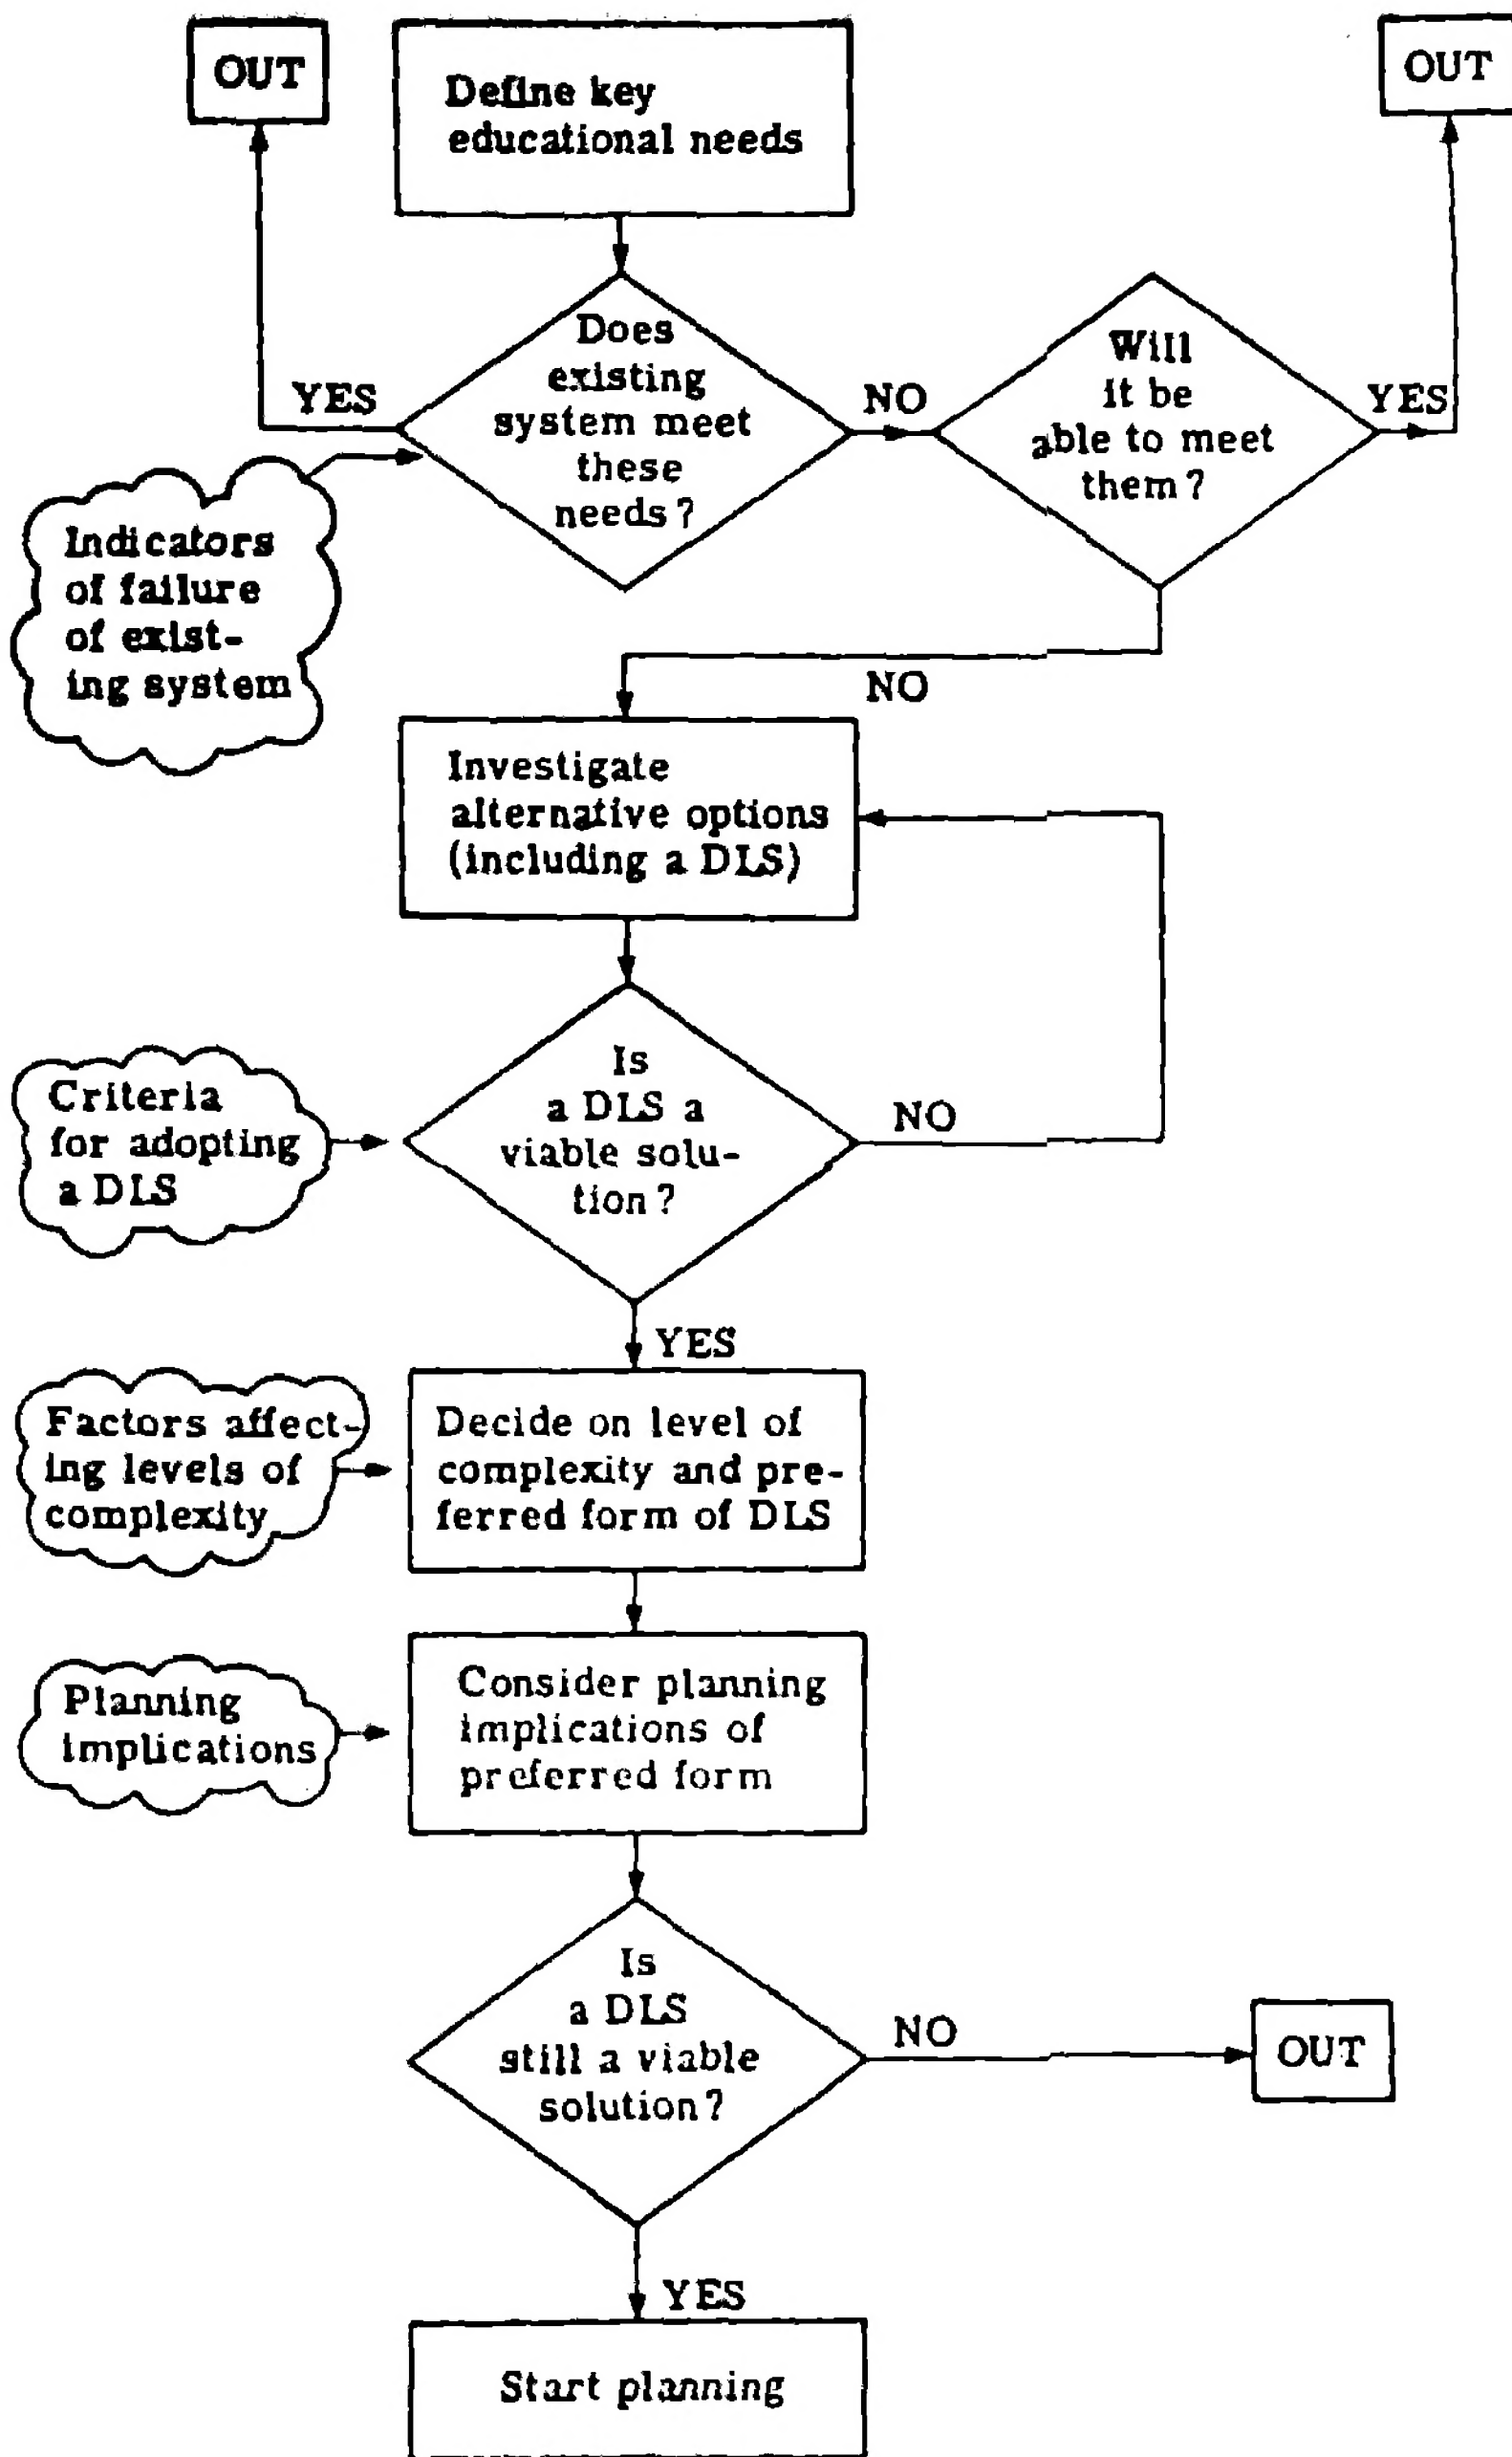 OUT
Define key
educational needs
OUT
Does
existing
system meet
these
needs?
YES
NO
Will
it be
able to meet
them?
YES
Indicators
of failure
of exist-
ing system
NO
Investigate
alternative options
(including a DLS)
Criteria
for adopting
a DLS
Is
a DLS a
viable solu-
tion?
NO
YES
Factors affect-
ing levels of
complexity
Decide on level of
complexity and pre-
ferred form of DLS
Planning
implications
Consider planning
implications of
preferred form
Is
a DLS
still a viable
solution?
NO
OUT
YES
Start planning